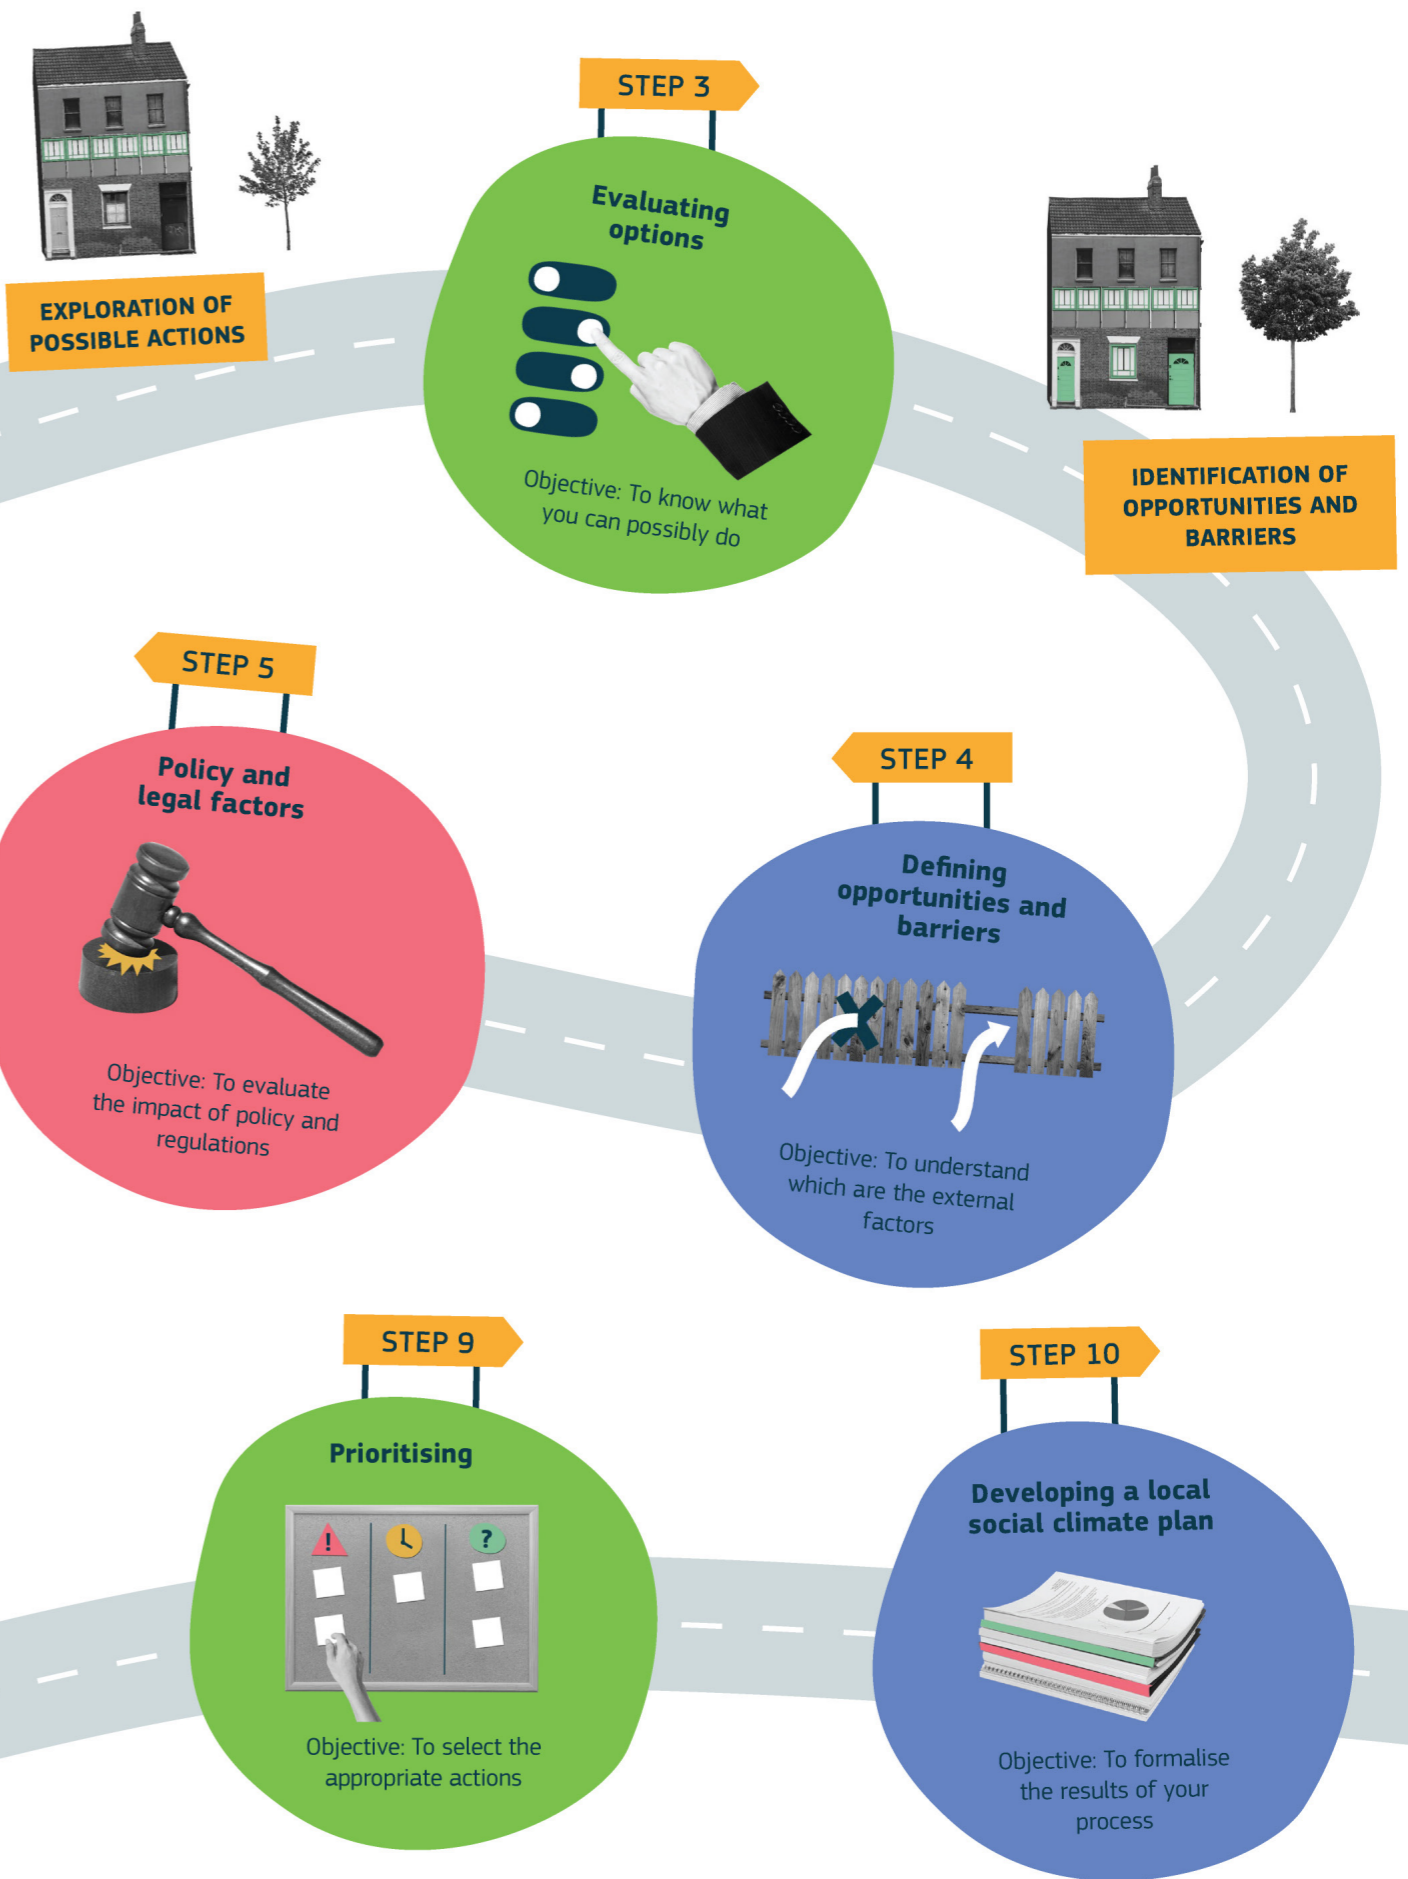 STEP 3
Evaluating
options
Objective: To know what
you can possibly do
EXPLORATION OF
POSSIBLE ACTIONS
IDENTIFICATION OF
OPPORTUNITIES AND
BARRIERS
STEP 4
Defining
opportunities and
barriers
Objective: To understand
which are the external
factors
STEP 5
Policy and
legal factors
Objective: To evaluate
the impact of policy and
regulations
STEP 9
Prioritising
!
?
Objective: To select the
appropriate actions
STEP 10
Developing a local
social climate plan
Objective: To formalise
the results of your
process